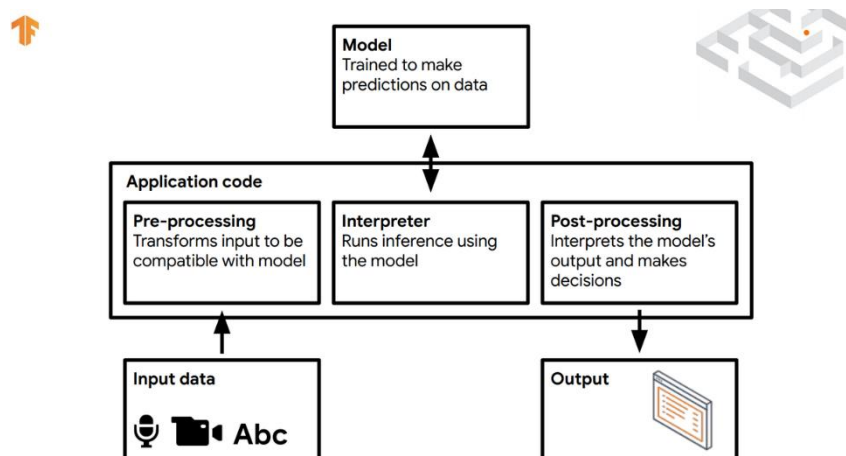 Model
Trained to make
predictions on data
Application code
Pre-processing
Transforms input to be
compatible with model
Interpreter
Runs inference using
the model
Post-processing
Interprets the model's
output and makes
decisions
Input data
Abc
Output